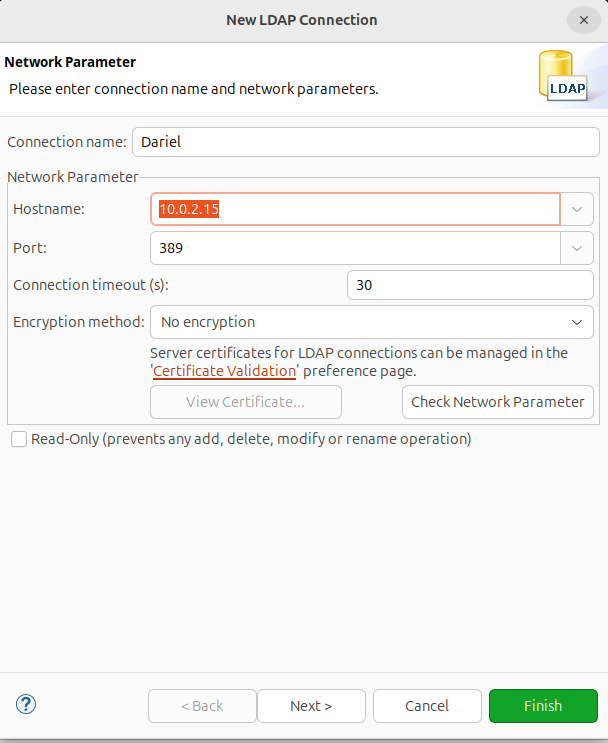 New LDAP Connection
Network Parameter
Please enter connection name and network parameters.
LDAP
Connection name: Dariel
Network Parameter
Hostname: 10.0.2.15
Port: 389
Connection timeout (s): 30
Encryption method: No encryption
Server certificates for LDAP connections can be managed in the
'Certificate Validation' preference page.
View Certificate... Check Network Parameter
Read-Only (prevents any add, delete, modify or rename operation)
? < Back Next > Cancel Finish